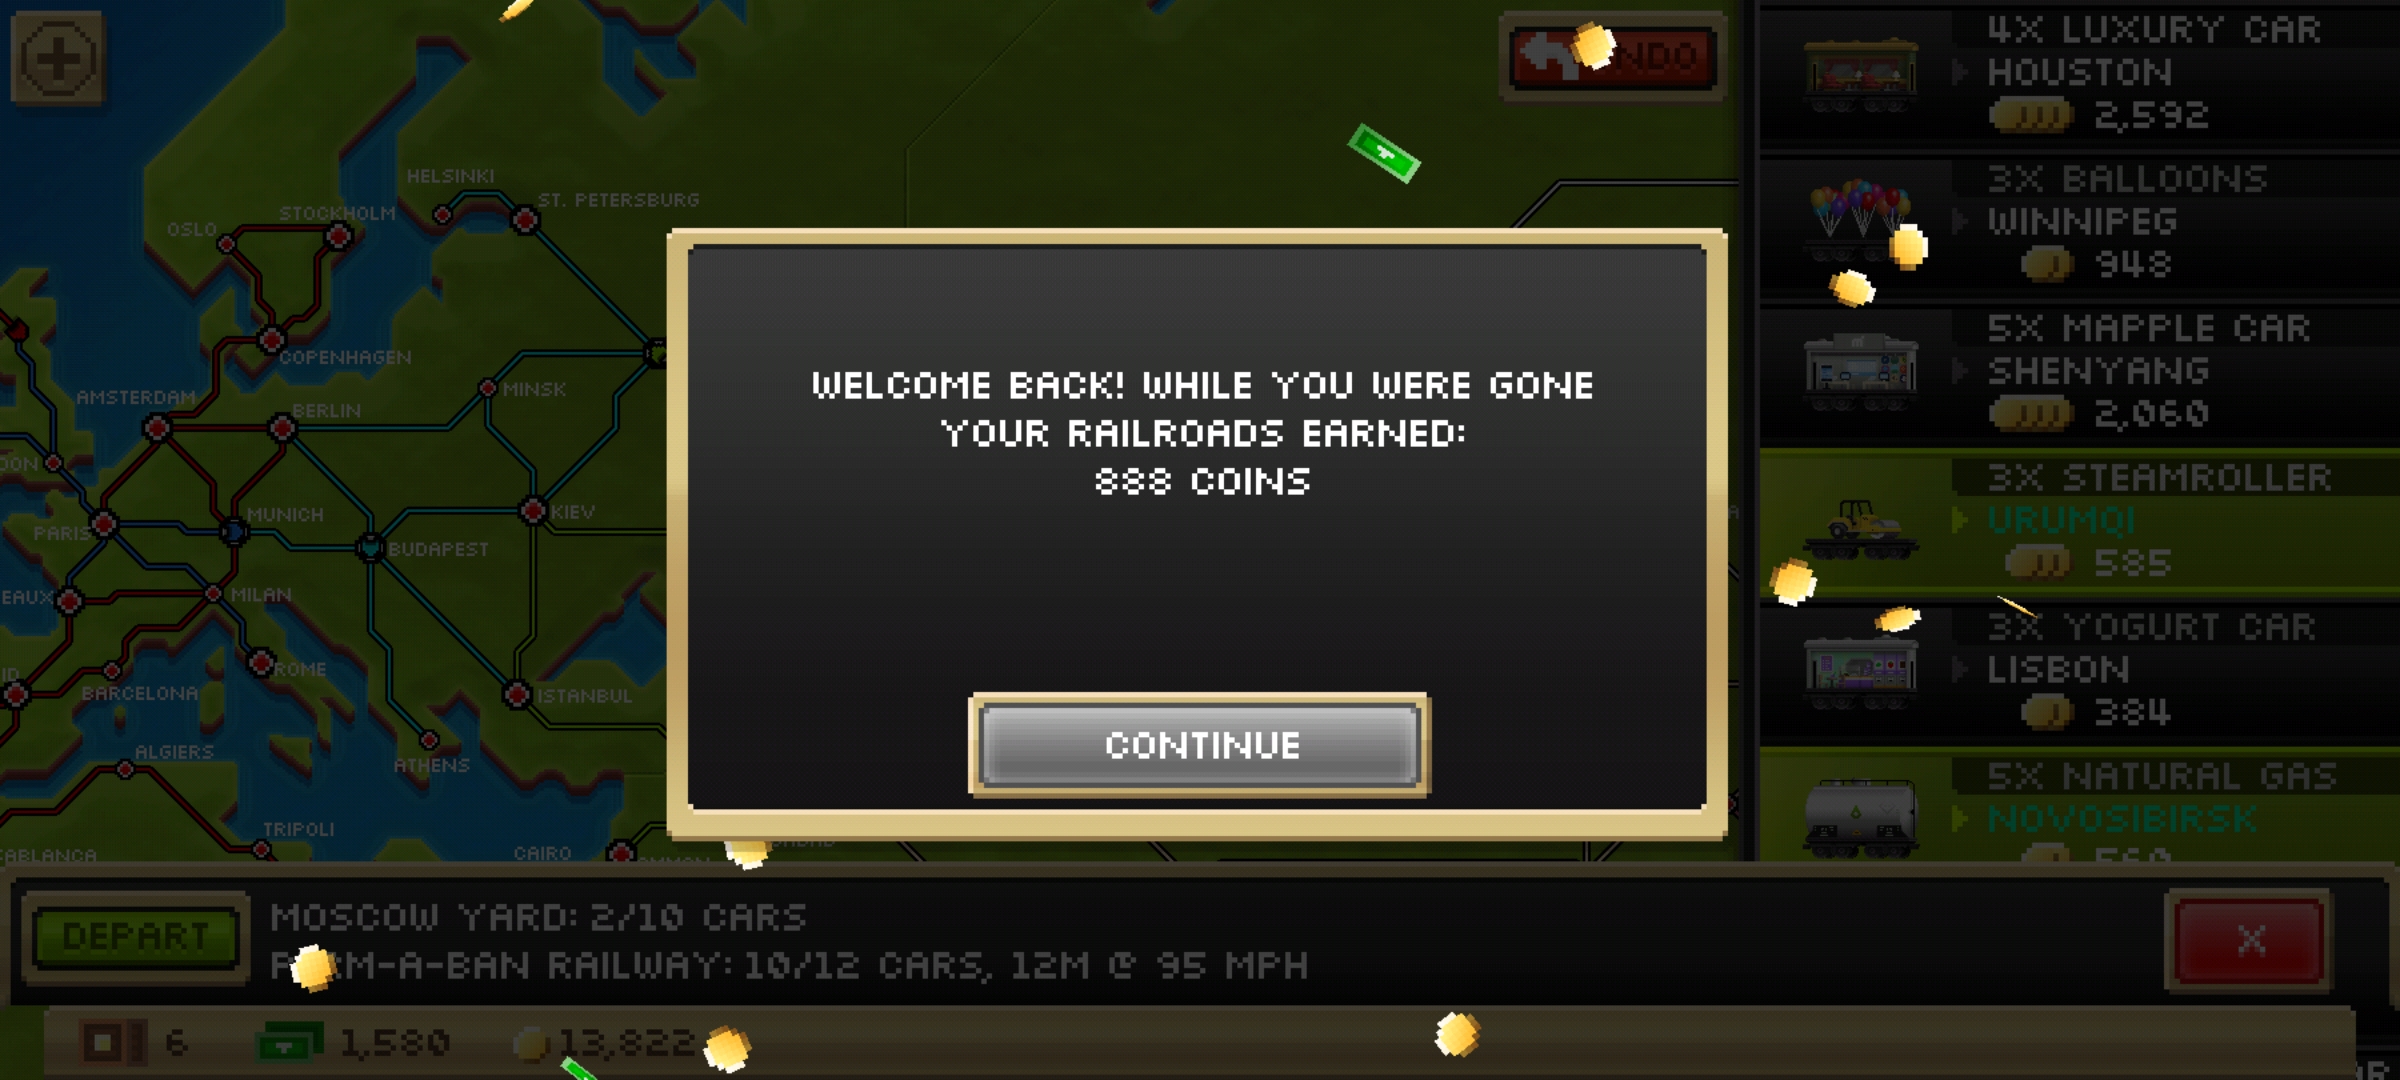 UNDO
HELSINKI
ST. PETERSBURG
STOCKHOLM
OSLO
COPENHAGEN
MINSK
AMSTERDAM
BERLIN
MUNICH
KIEV
PARIS
BUDAPEST
MILAN
ROME
BARCELONA
ISTANBUL
ALGIERS
ATHENS
TRIPOLI
CAIRO
WELCOME BACK! WHILE YOU WERE GONE
YOUR RAILROADS EARNED:
888 COINS
CONTINUE
4X LUXURY CAR
HOUSTON
2,592
3X BALLOONS
WINNIPEG
948
5X MAPPLE CAR
SHENYANG
2,060
3X STEAMROLLER
URUMQI
585
3X YOGURT CAR
LISBON
384
5X NATURAL GAS
NOVOSIBIRSK
560
DEPART
MOSCOW YARD: 2/10 CARS
M-A-BAN RAILWAY: 10/12 CARS, 12M @ 95 MPH
X
6
1,580
13,822